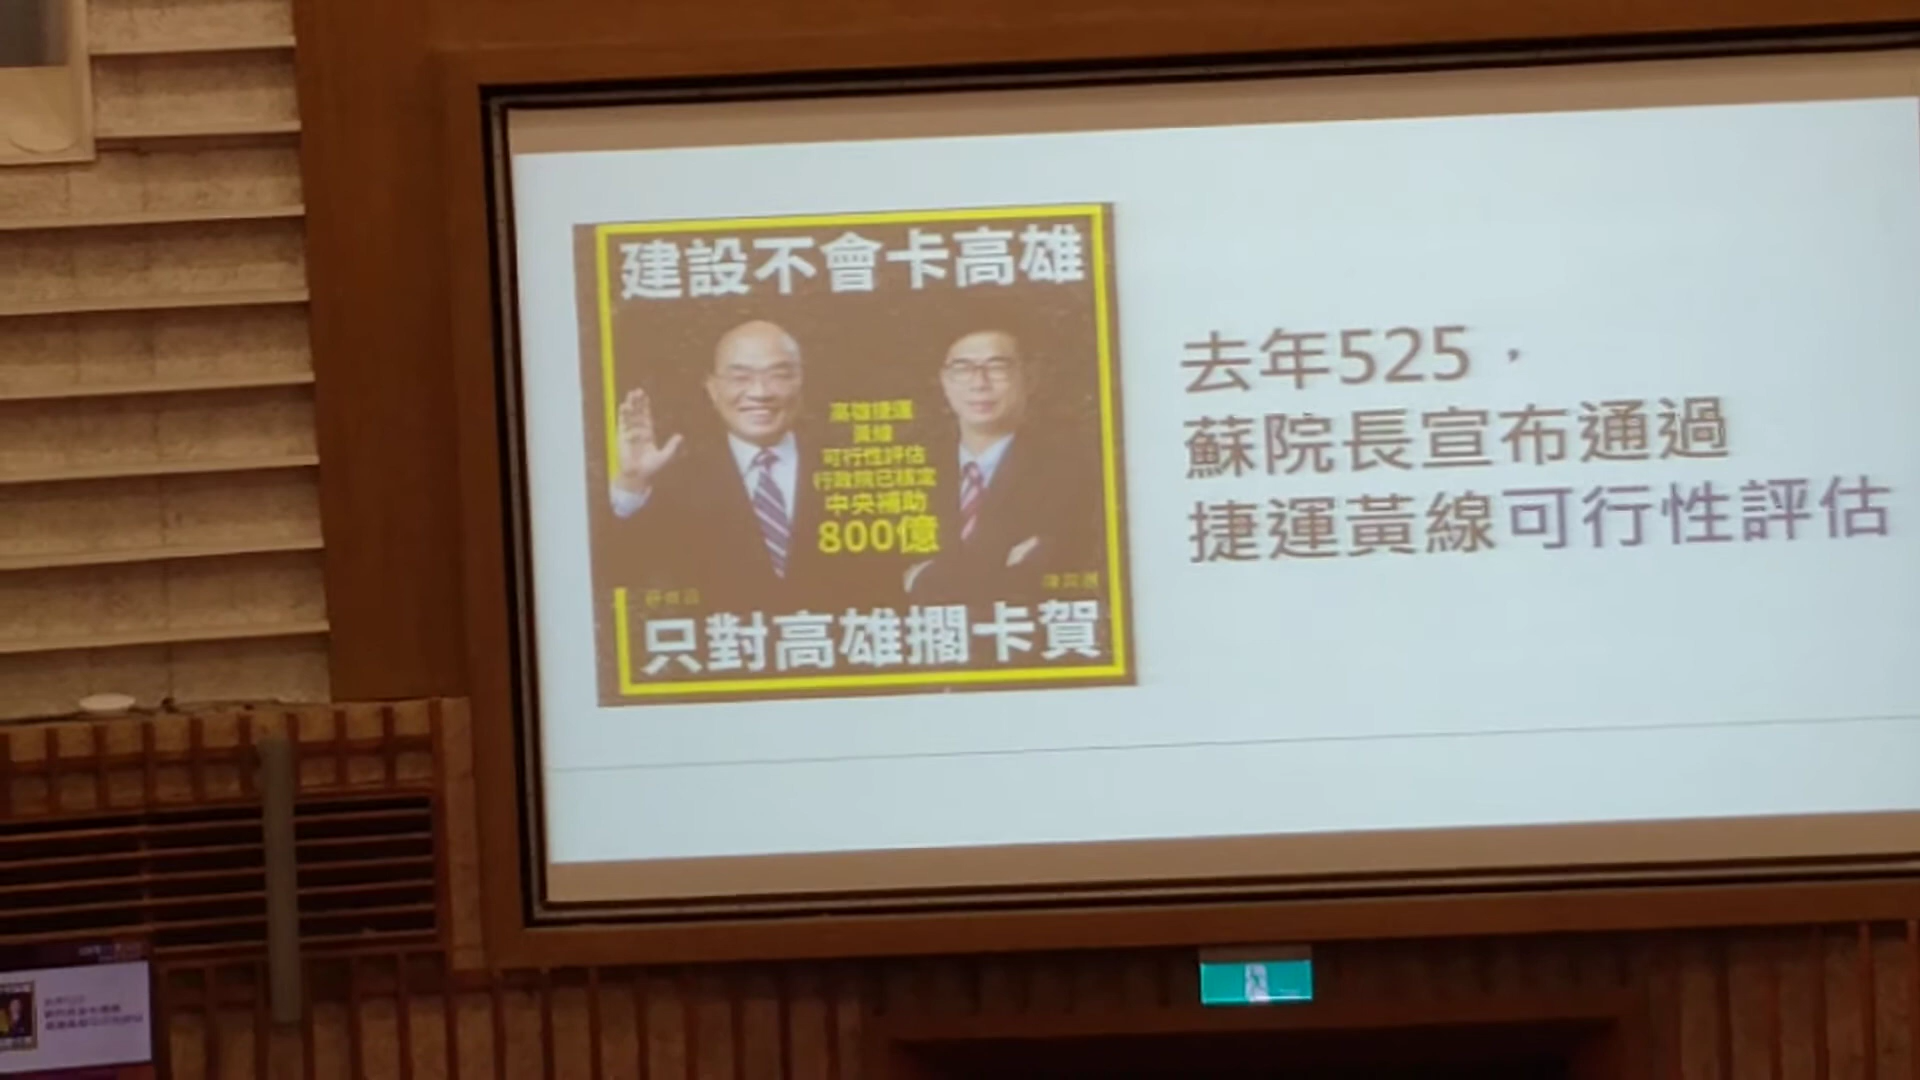 建設不會卡高雄
高雄捷運
黃線
可行性評估
行政院已核定
中央補助
800億
只對高雄擱卡賀
去年525，
蘇院長宣布通過
捷運黃線可行性評估